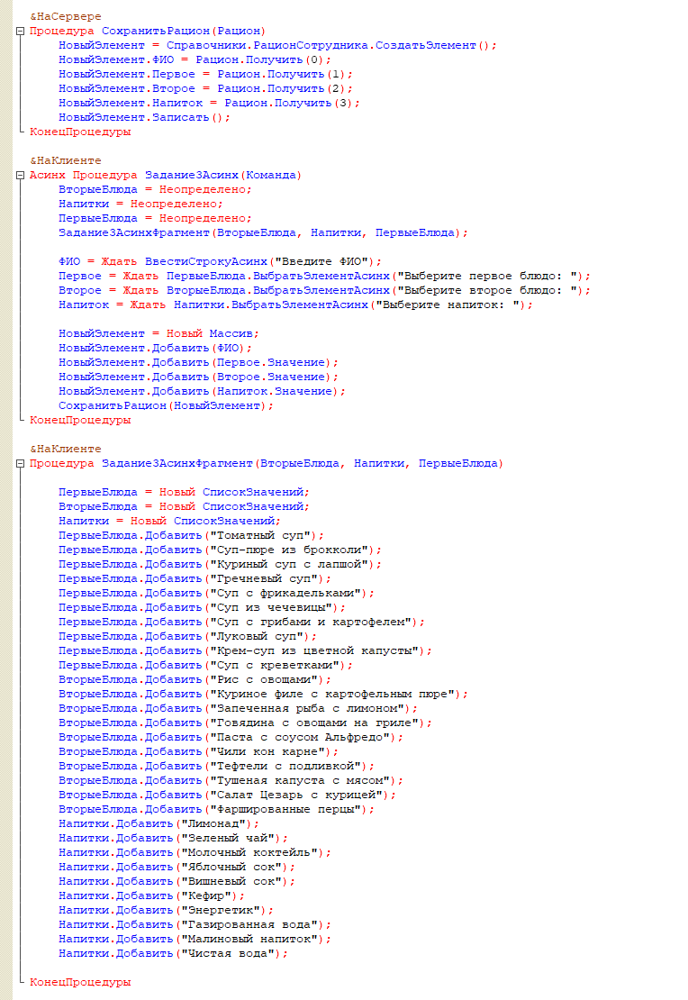 &НаСервере
Процедура СохранитьРацион(Рацион)
НовыйЭлемент = Справочники.РационСотрудника.СоздатьЭлемент();
НовыйЭлемент.ФИО = Рацион.Получить(0);
НовыйЭлемент.Первое = Рацион.Получить(1);
НовыйЭлемент.Второе = Рацион.Получить(2);
НовыйЭлемент.Напиток = Рацион.Получить(3);
НовыйЭлемент.Записать();
КонецПроцедуры
&НаКлиенте
Асинх Процедура Задание3Асинх(Команда)
ВторыеБлюда = Неопределено;
Напитки = Неопределено;
ПервыеБлюда = Неопределено;
Задание3АсинхФрагмент(ВторыеБлюда, Напитки, ПервыеБлюда);
ФИО = Ждать ВвестиСтрокуАсинх("Введите ФИО");
Первое = Ждать ПервыеБлюда.ВыбратьЭлементАсинх("Выберите первое блюдо: ");
Второе = Ждать ВторыеБлюда.ВыбратьЭлементАсинх("Выберите второе блюдо: ");
Напиток = Ждать Напитки.ВыбратьЭлементАсинх("Выберите напиток: ");
НовыйЭлемент = Новый Массив;
НовыйЭлемент.Добавить(ФИО);
НовыйЭлемент.Добавить(Первое.Значение);
НовыйЭлемент.Добавить(Второе.Значение);
НовыйЭлемент.Добавить(Напиток.Значение);
СохранитьРацион(НовыйЭлемент);
КонецПроцедуры
&НаКлиенте
Процедура Задание3АсинхФрагмент(ВторыеБлюда, Напитки, ПервыеБлюда)
ПервыеБлюда = Новый СписокЗначений;
ВторыеБлюда = Новый СписокЗначений;
Напитки = Новый СписокЗначений;
ПервыеБлюда.Добавить("Томатный суп");
ПервыеБлюда.Добавить("Суп-пюре из брокколи");
ПервыеБлюда.Добавить("Куриный суп с лапшой");
ПервыеБлюда.Добавить("Гречневый суп");
ПервыеБлюда.Добавить("Суп с фрикадельками");
ПервыеБлюда.Добавить("Суп из чечевицы");
ПервыеБлюда.Добавить("Суп с грибами и картофелем");
ПервыеБлюда.Добавить("Луковый суп");
ПервыеБлюда.Добавить("Крем-суп из цветной капусты");
ПервыеБлюда.Добавить("Суп с креветками");
ВторыеБлюда.Добавить("Рис с овощами");
ВторыеБлюда.Добавить("Куриное филе с картофельным пюре");
ВторыеБлюда.Добавить("Запеченная рыба с лимоном");
ВторыеБлюда.Добавить("Говядина с овощами на гриле");
ВторыеБлюда.Добавить("Паста с соусом Альфредо");
ВторыеБлюда.Добавить("Чили кон карне");
ВторыеБлюда.Добавить("Тефтели с подливкой");
ВторыеБлюда.Добавить("Тушеная капуста с мясом");
ВторыеБлюда.Добавить("Салат Цезарь с курицей");
ВторыеБлюда.Добавить("Фаршированные перцы");
Напитки.Добавить("Лимонад");
Напитки.Добавить("Зеленый чай");
Напитки.Добавить("Молочный коктейль");
Напитки.Добавить("Яблочный сок");
Напитки.Добавить("Вишневый сок");
Напитки.Добавить("Кефир");
Напитки.Добавить("Энергетик");
Напитки.Добавить("Газированная вода");
Напитки.Добавить("Малиновый напиток");
Напитки.Добавить("Чистая вода");
КонецПроцедуры